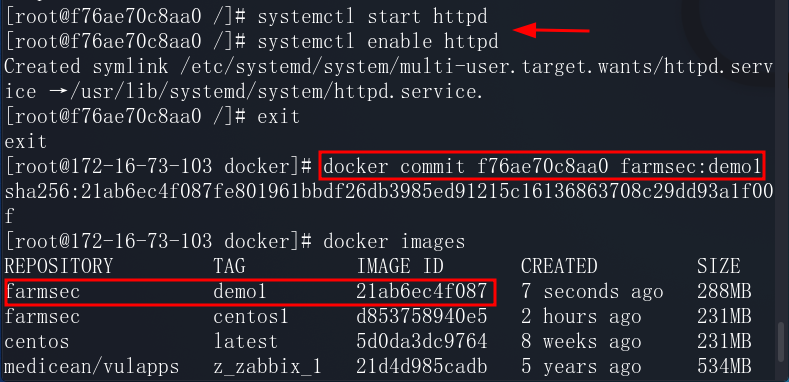 [root@f76ae70c8aa0 /]# systemctl start httpd
[root@f76ae70c8aa0 /]# systemctl enable httpd
Created symlink /etc/systemd/system/multi-user.target.wants/httpd.serv
ice →/usr/lib/systemd/system/httpd.service.
[root@f76ae70c8aa0 /]# exit
exit
[root@172-16-73-103 docker]# docker commit f76ae70c8aa0 farmsec:demo1
sha256:21ab6ec4f087fe801961bbdf26db3985ed91215c16136863708c29dd93a1f00
f
[root@172-16-73-103 docker]# docker images
REPOSITORY TAG IMAGE ID CREATED SIZE
farmsec demo1 21ab6ec4f087 7 seconds ago 288MB
farmsec centos1 d853758940e5 2 hours ago 231MB
centos latest 5d0da3dc9764 8 weeks ago 231MB
medicean/vulapps z_zabbix_1 21d4d985cadb 5 years ago 534MB